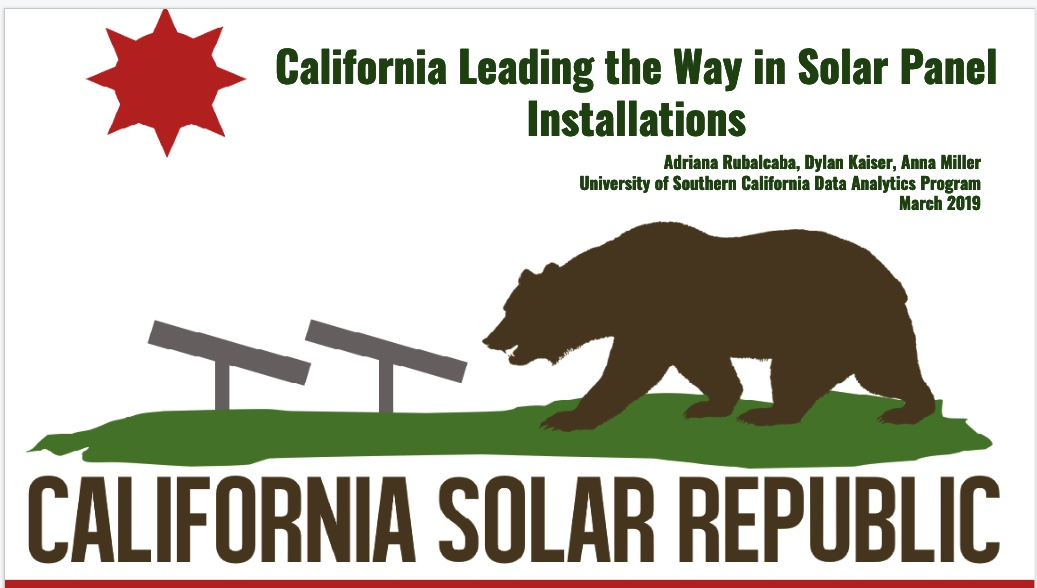 California Leading the Way in Solar Panel
Installations
Adriana Rubalcaba, Dylan Kaiser, Anna Miller
University of Southern California Data Analytics Program
March 2019
CALIFORNIA SOLAR REPUBLIC